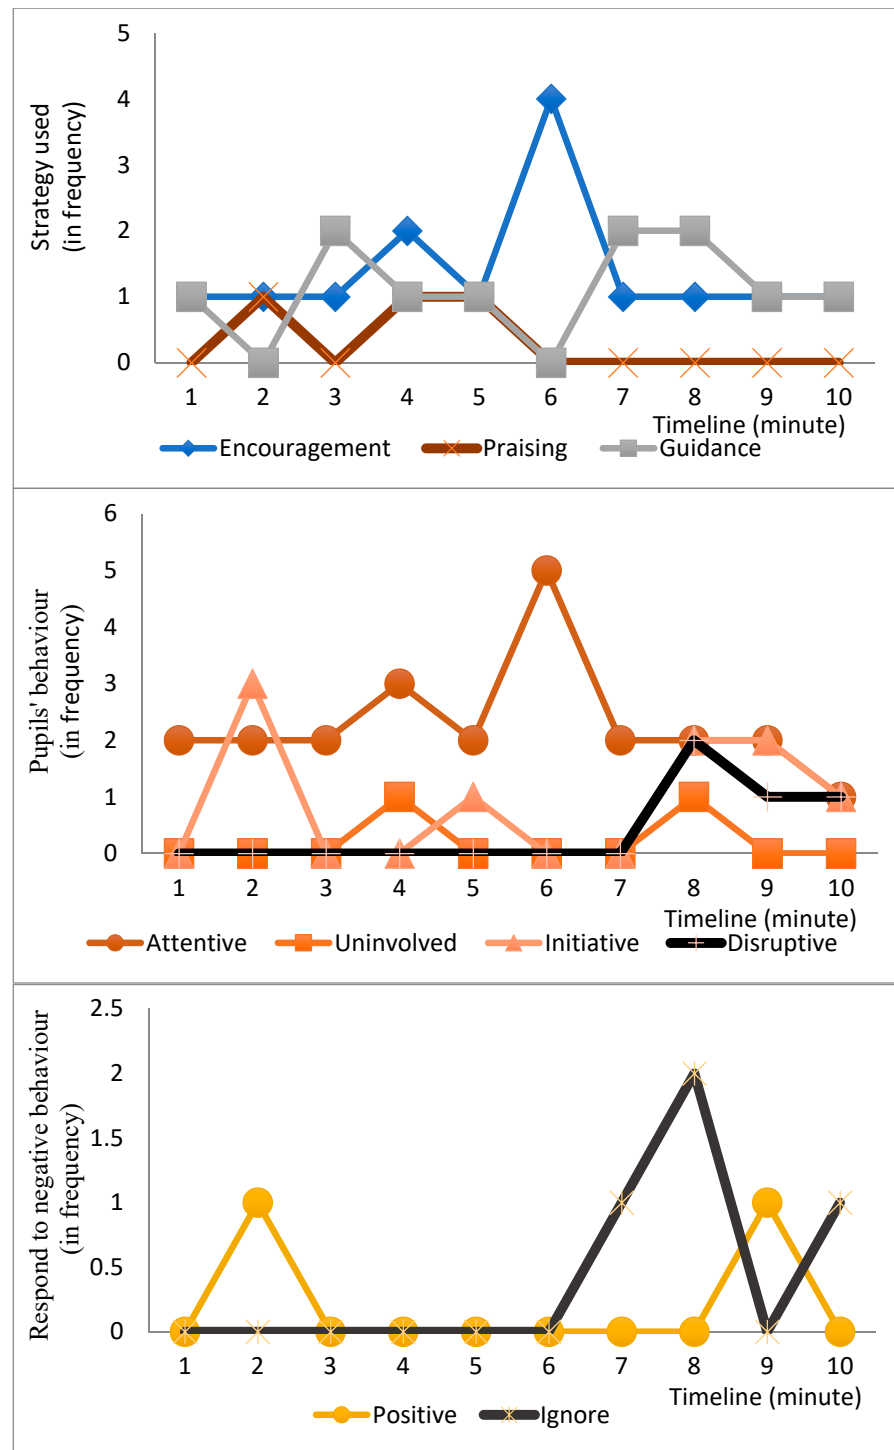 Strategy used
(in frequency)
5
4
3
2
1
0
1 2 3 4 5 6 7 8 9 10
Timeline (minute)
Encouragement Praising Guidance
Pupils' behaviour
(in frequency)
6
5
4
3
2
1
0
1 2 3 4 5 6 7 8 9 10
Timeline (minute)
Attentive Uninvolved Initiative Disruptive
Respond to negative behaviour
(in frequency)
2.5
2
1.5
1
0.5
0
1 2 3 4 5 6 7 8 9 10
Timeline (minute)
Positive Ignore